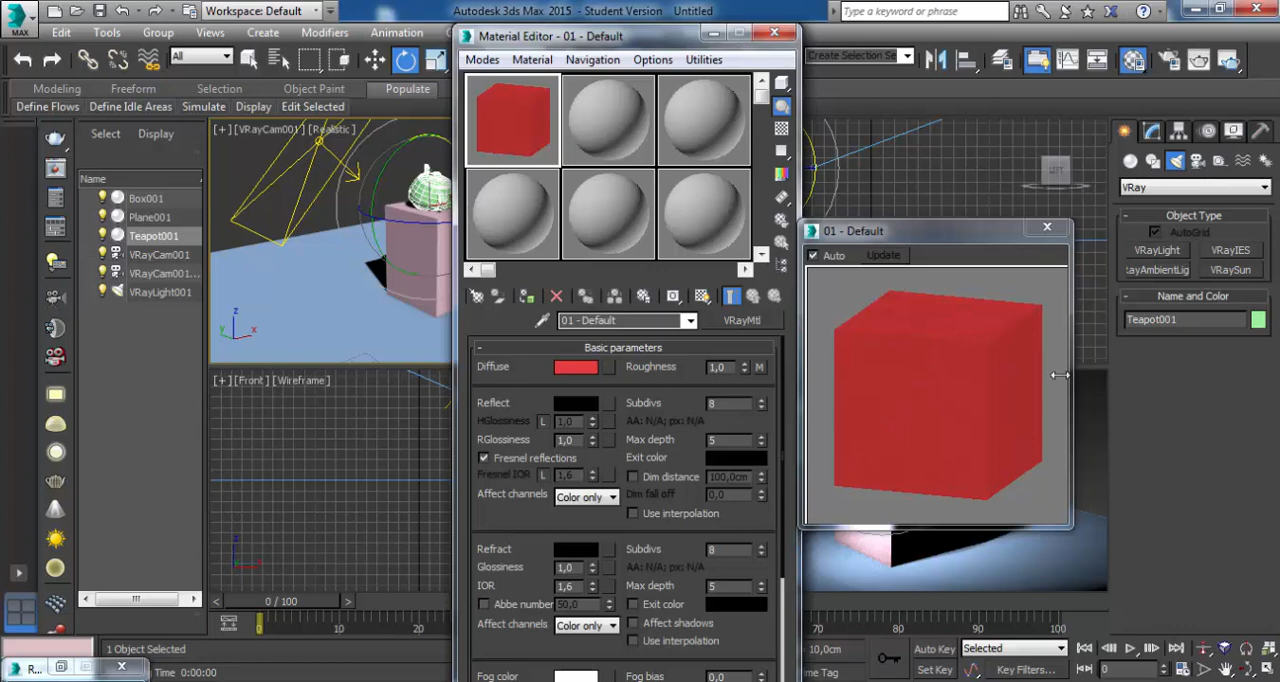 Workspace: Default
Autodesk 3ds Max 2015 - Student Version Untitled
Type a keyword or phrase
MAX
Edit Tools Group Views Create Modifiers Animation
Material Editor - 01 - Default
All
Create Selection Se
Modes Material Navigation Options Utilities
Modeling Freeform Selection Object Paint Populate
Define Flows Define Idle Areas Simulate Display Edit Selected
Select Display
[+] [VRayCam001] [Realistic]
LEFT
Name
Box001
Plane001
Teapot001
VRayCam001
VRayCam001...
VRayLight001
VRay
Object Type
AutoGrid
VRayLight VRayIES
rayAmbientLig VRaySun
Name and Color
Teapot001
01 - Default
Auto Update
01 - Default VRayMtl
Basic parameters
Diffuse Roughness 1,0 M
Reflect Subdivs 8
HGlossiness L 1,0 AA: N/A; px: N/A
RGlossiness 1,0 Max depth 5
Fresnel reflections Exit color
Fresnel IOR L 1,6 Dim distance 100,0cm
Affect channels Color only Dim fall off 0,0
Use interpolation
Refract Subdivs 8
Glossiness 1,0 AA: N/A; px: N/A
IOR 1,6 Max depth 5
Abbe number 50,0 Exit color
Affect channels Color only Affect shadows
Use interpolation
Fog color Fog bias 0,0
z
y x
[+] [Front] [Wireframe]
z
x
0 / 100
0 10 20 70 80 90 100
1 Object Selected
R...
Time 0:00:00
10,0cm
Time Tag
Auto Key Selected
Set Key Key Filters...
0